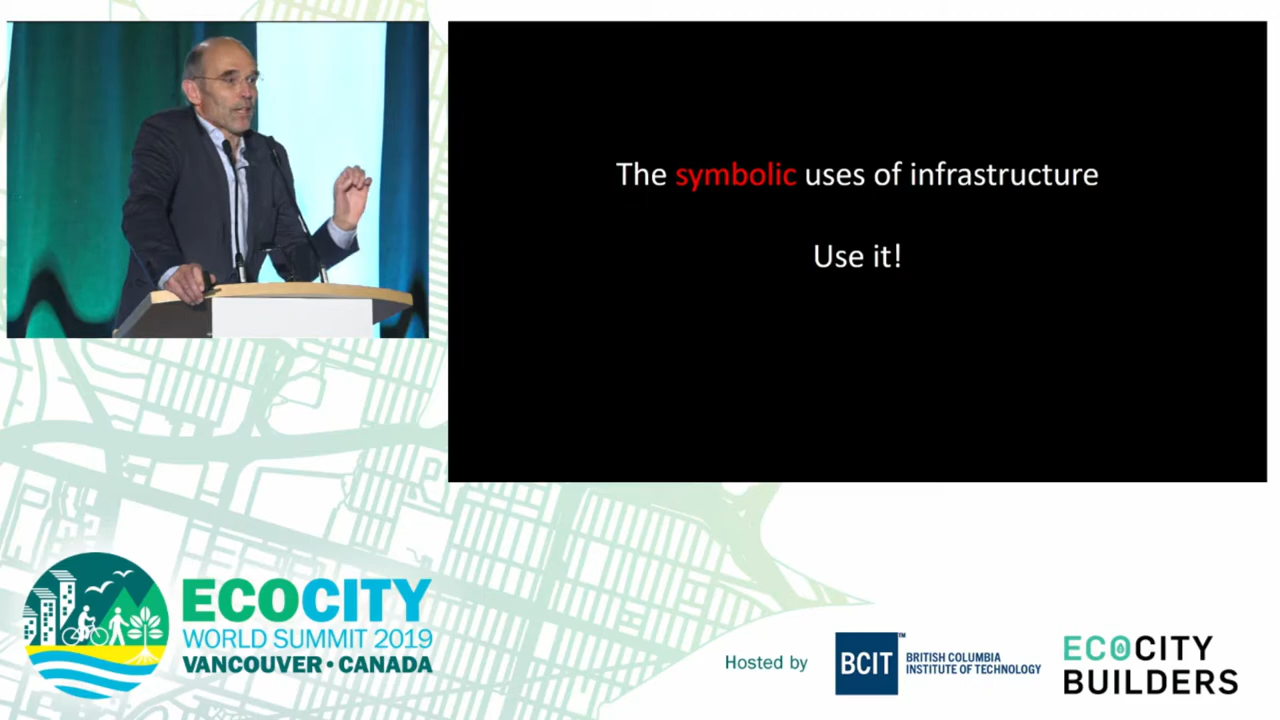 The symbolic uses of infrastructure
Use it!
ECOCITY
WORLD SUMMIT 2019
VANCOUVER • CANADA
Hosted by
BCIT™
BRITISH COLUMBIA
INSTITUTE OF TECHNOLOGY
ECOCITY
BUILDERS